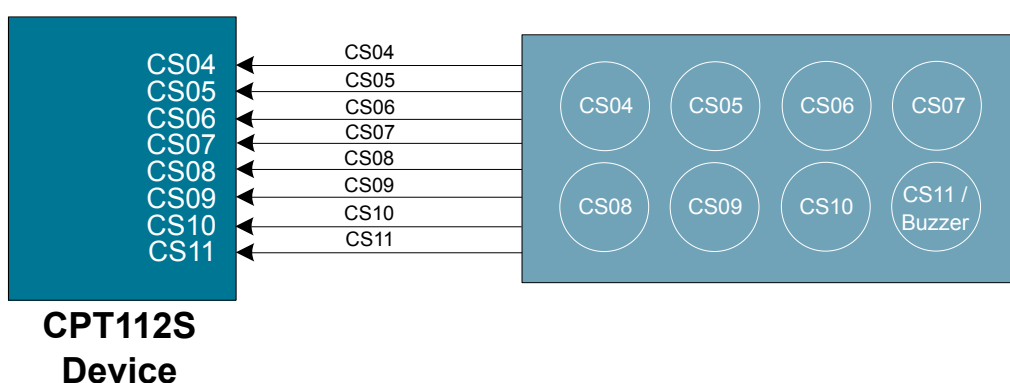 CS04
CS05
CS06
CS07
CS08
CS09
CS10
CS11
CS04
CS05
CS06
CS07
CS08
CS09
CS10
CS11
CS04 CS05 CS06 CS07
CS08 CS09 CS10 CS11 /
Buzzer
CPT112S
Device